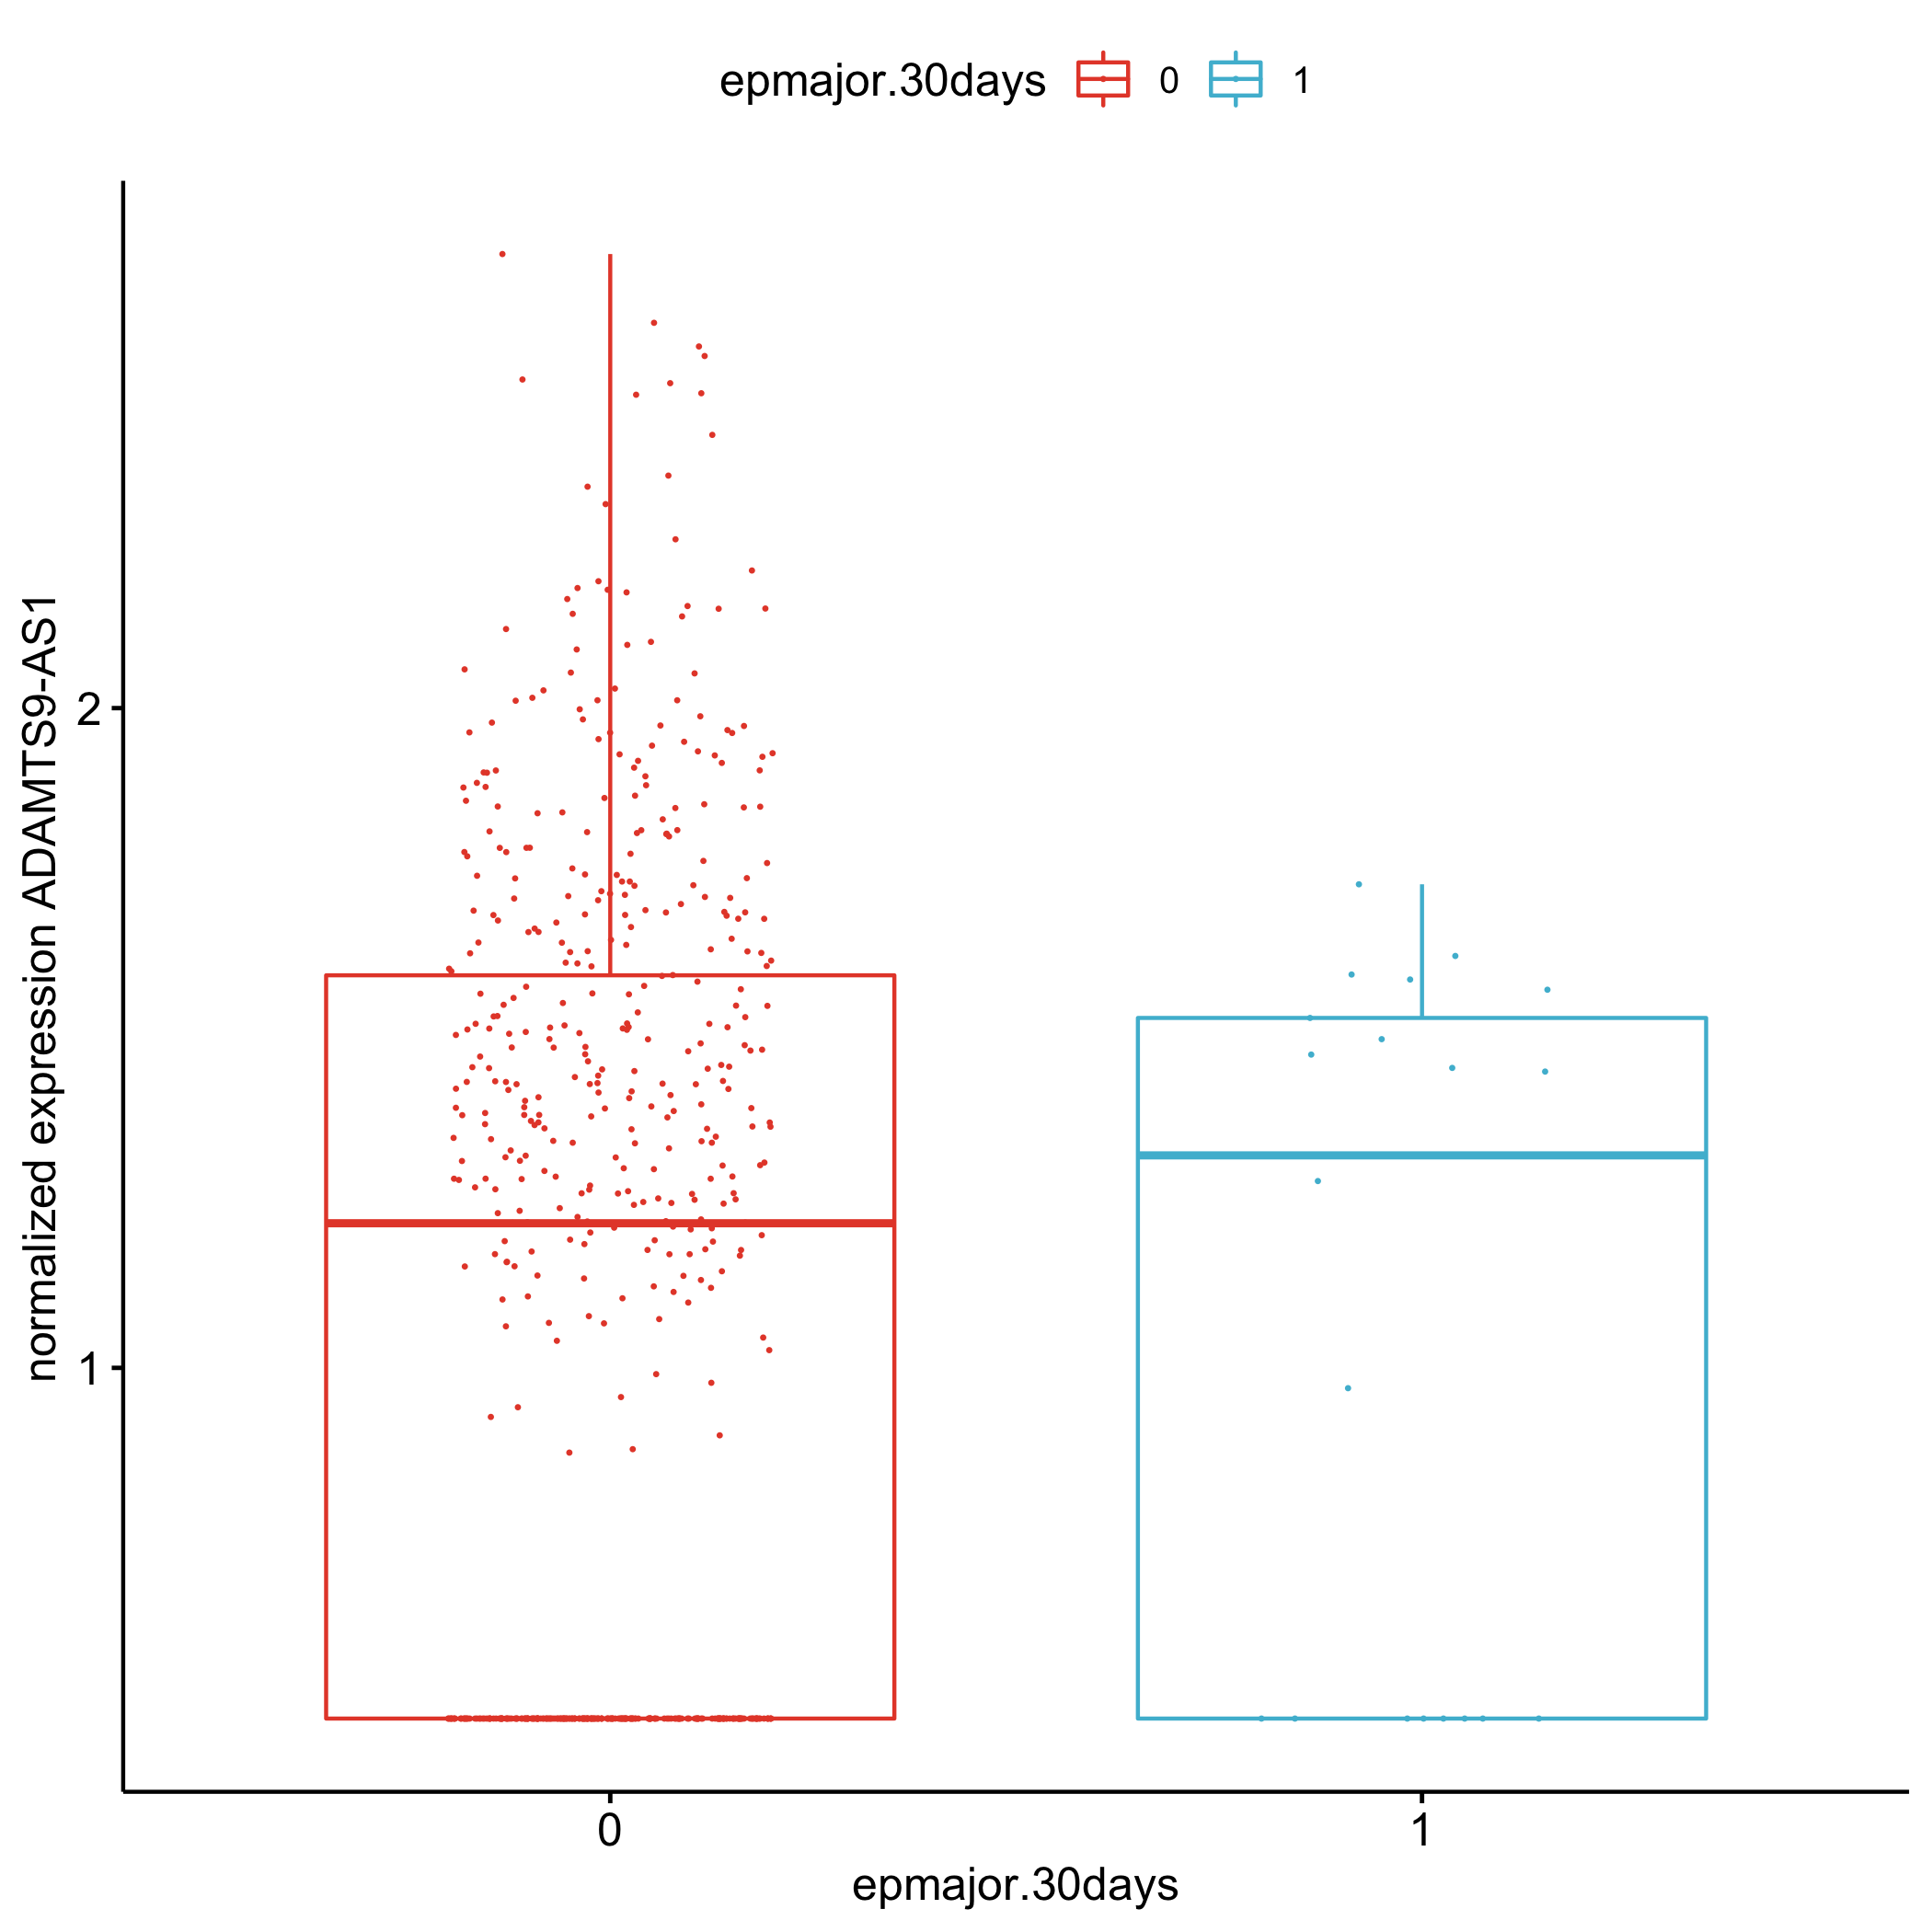 epmajor.30days 0 1
normalized expression ADAMTS9-AS1
2
1
0 1
epmajor.30days